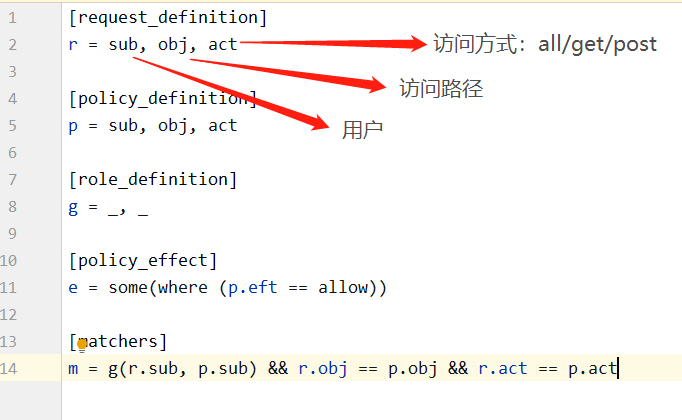 1 [request_definition]
2 r = sub, obj, act
访问方式：all/get/post
3
访问路径
4 [policy_definition]
5 p = sub, obj, act
用户
6
7 [role_definition]
8 g = _, _
9
10 [policy_effect]
11 e = some(where (p.eft == allow))
12
13 [matchers]
14 m = g(r.sub, p.sub) && r.obj == p.obj && r.act == p.act